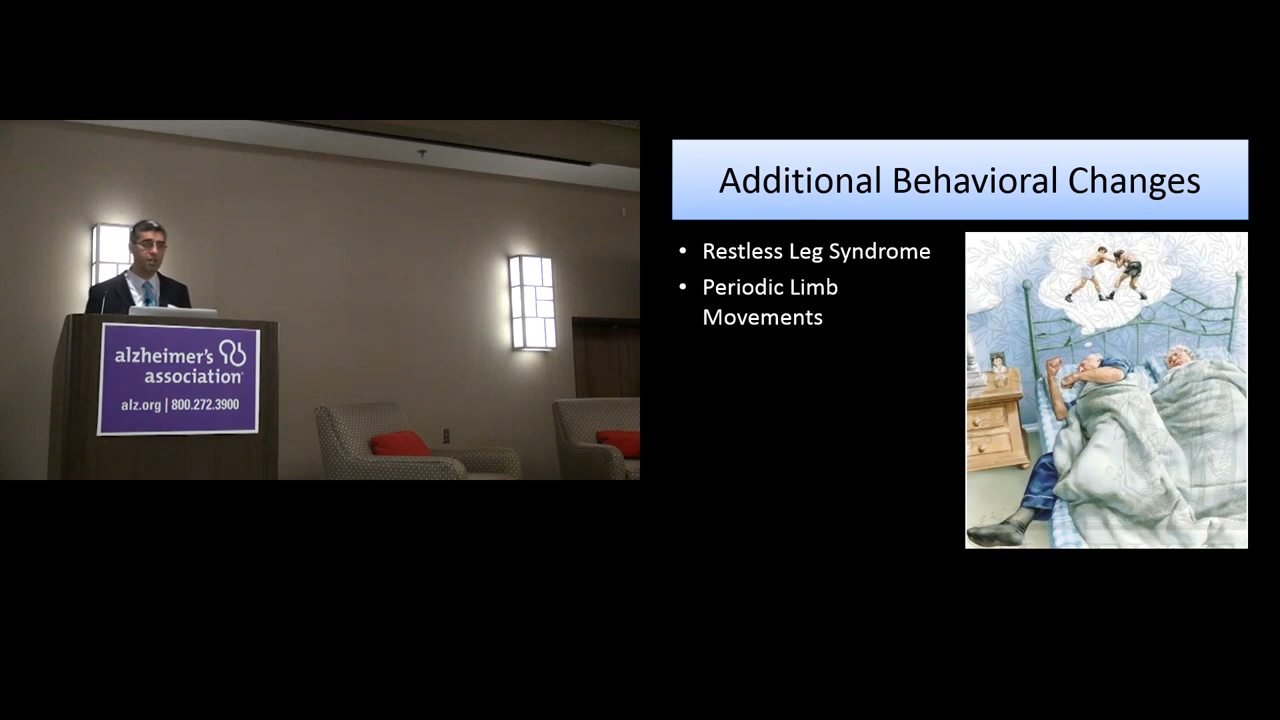 alzheimer's
association
alz.org | 800.272.3900
Additional Behavioral Changes
• Restless Leg Syndrome
• Periodic Limb
Movements